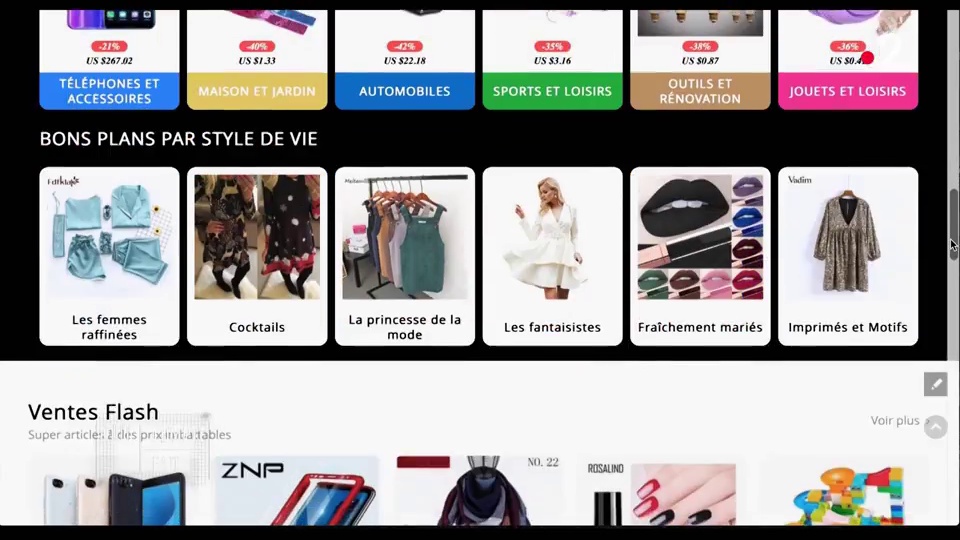 -21%
US $267.02
TÉLÉPHONES ET
ACCESSOIRES
-40%
US $1.33
MAISON ET JARDIN
-42%
US $22.18
AUTOMOBILES
-35%
US $3.16
SPORTS ET LOISIRS
-38%
US $0.87
OUTILS ET
RÉNOVATION
-36%
US $0.4
JOUETS ET LOISIRS
BONS PLANS PAR STYLE DE VIE
Les femmes
raffinées
Cocktails
La princesse de la
mode
Les fantaisistes
Fraîchement mariés
Vadim
Imprimés et Motifs
Ventes Flash
Super articles à des prix imbattables
Voir plus >
ZNP
NO. 22
ROSALIND